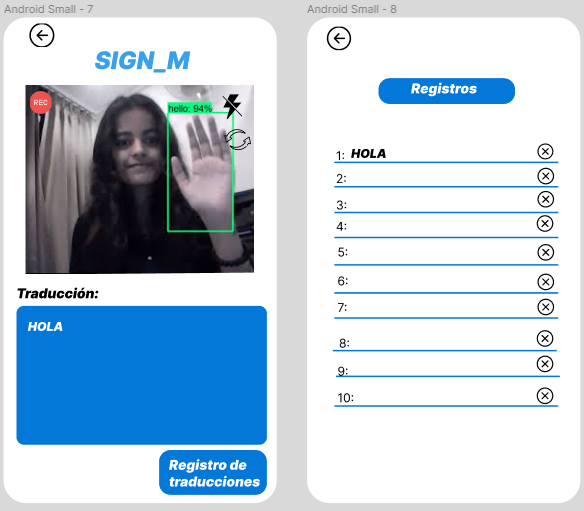 Android Small - 7
SIGN_M
REC
hello: 94%
Traducción:
HOLA
Registro de
traducciones
Android Small - 8
Registros
1: HOLA
2:
3:
4:
5:
6:
7:
8:
9:
10: